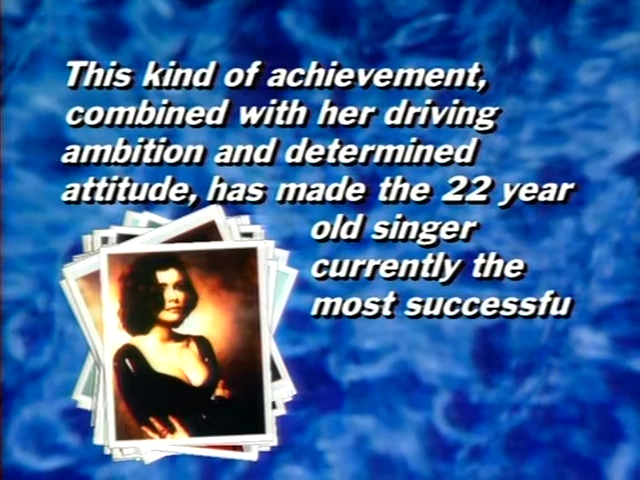 This kind of achievement,
combined with her driving
ambition and determined
attitude, has made the 22 year
old singer
currently the
most successfu